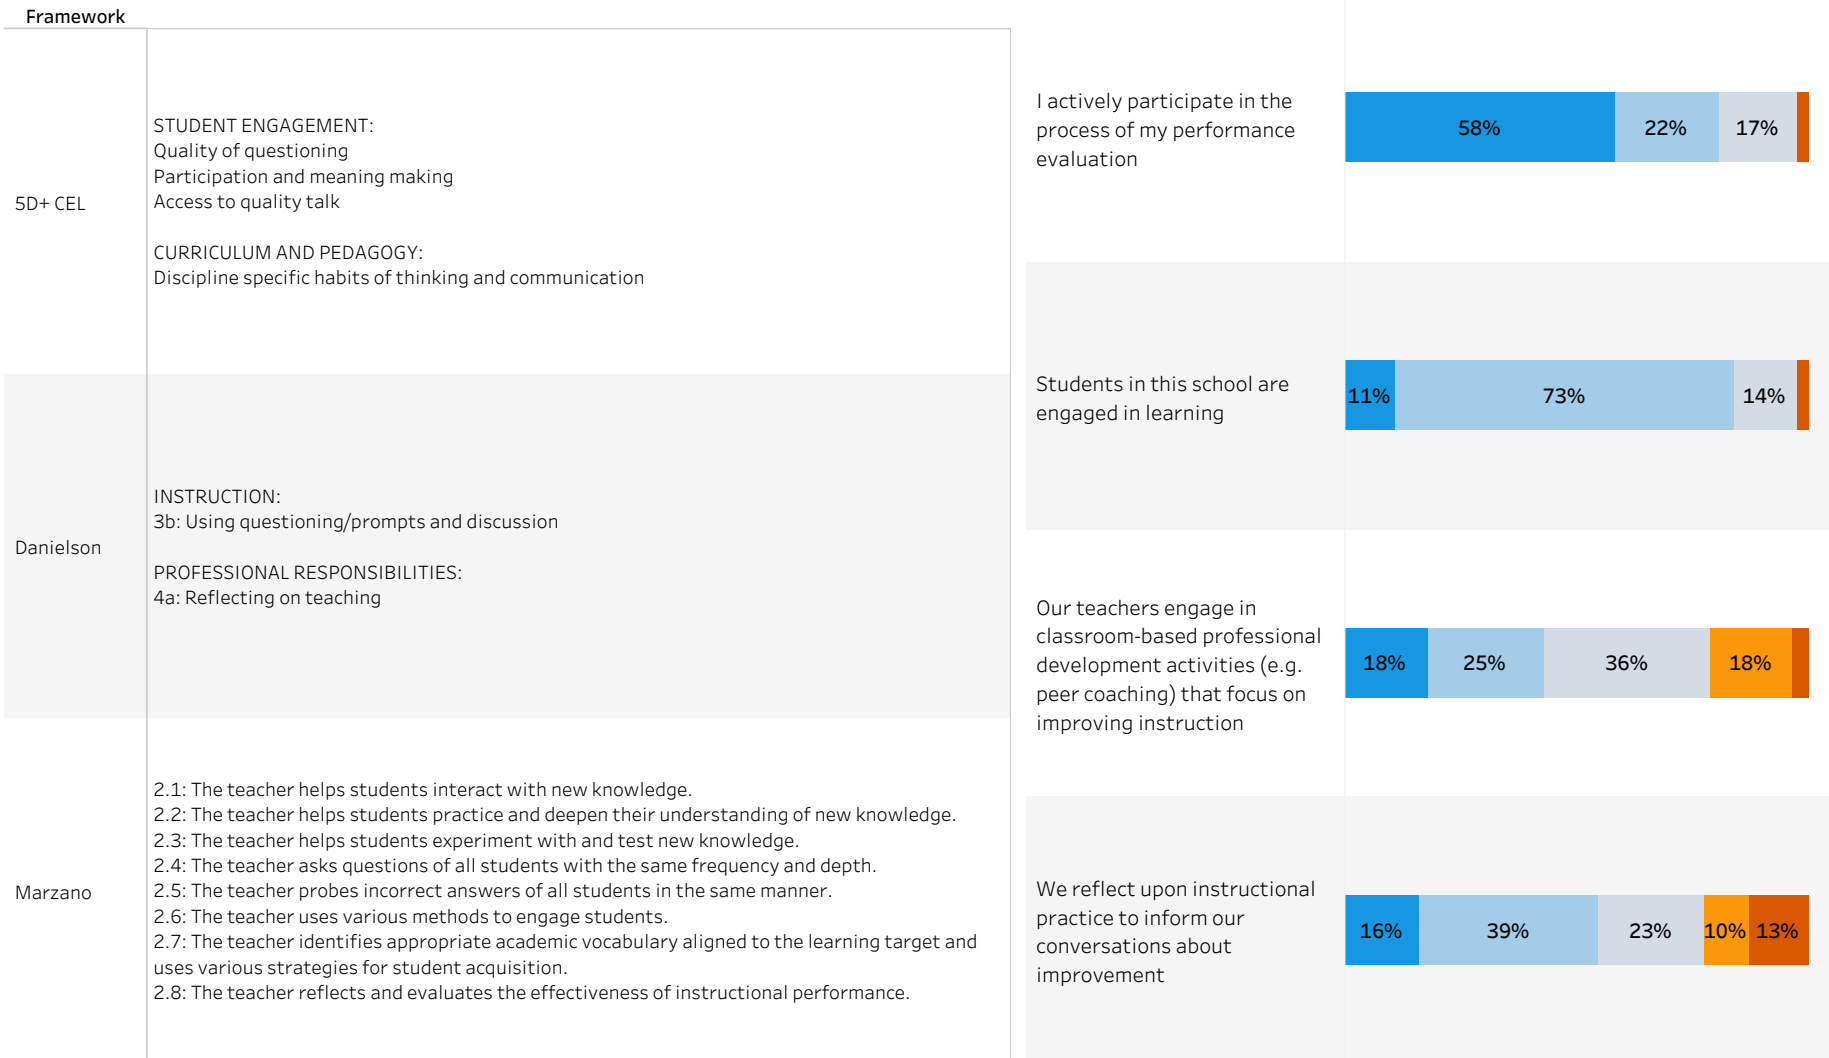 Framework
5D+ CEL
STUDENT ENGAGEMENT:
Quality of questioning
Participation and meaning making
Access to quality talk
CURRICULUM AND PEDAGOGY:
Discipline specific habits of thinking and communication
Danielson
INSTRUCTION:
3b: Using questioning/prompts and discussion
PROFESSIONAL RESPONSIBILITIES:
4a: Reflecting on teaching
Marzano
2.1: The teacher helps students interact with new knowledge.
2.2: The teacher helps students practice and deepen their understanding of new knowledge.
2.3: The teacher helps students experiment with and test new knowledge.
2.4: The teacher asks questions of all students with the same frequency and depth.
2.5: The teacher probes incorrect answers of all students in the same manner.
2.6: The teacher uses various methods to engage students.
2.7: The teacher identifies appropriate academic vocabulary aligned to the learning target and
uses various strategies for student acquisition.
2.8: The teacher reflects and evaluates the effectiveness of instructional performance.
I actively participate in the
process of my performance
evaluation
58% 22% 17%
Students in this school are
engaged in learning
11% 73% 14%
Our teachers engage in
classroom-based professional
development activities (e.g.
peer coaching) that focus on
improving instruction
18% 25% 36% 18%
We reflect upon instructional
practice to inform our
conversations about
improvement
16% 39% 23% 10% 13%